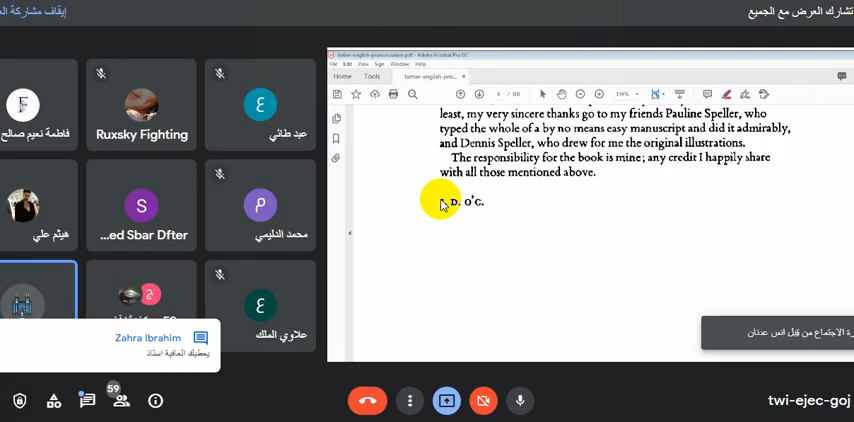 إيقاف مشاركة
تشارك العرض مع الجميع
فاطمة نعيم صالح
F
Ruxsky Fighting
عبد طائي
ع
هيثم علي
...ed Sbar Dfter
S
محمد الدليمي
م
ج
علاوي الملك
ع
Zahra Ibrahim
يعطيك العافية استاذ
better-english-pronunciation.pdf - Adobe Acrobat Pro DC
File Edit View Sign Window Help
Home Tools better-english-pro... ×
6 / 160
154%
least, my very sincere thanks go to my friends Pauline Speller, who
typed the whole of a by no means easy manuscript and did it admirably,
and Dennis Speller, who drew for me the original illustrations.
The responsibility for the book is mine; any credit I happily share
with all those mentioned above.
D. O'C.
الاجتماع من قبل انس عدنان
59
twi-ejec-goj